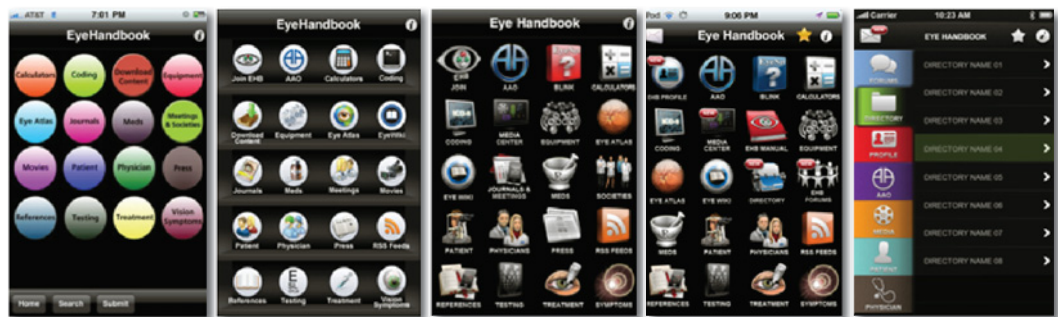 AT&T 7:01 PM
EyeHandbook
Calculators Coding Download Content Equipment
Eye Atlas Journals Meds Meetings & Societies
Movies Patient Physician Press
References Testing Treatment Vision Symptoms
Home Search Submit
EyeHandbook
Join EHB AAO Calculators Coding
Download Content Equipment Eye Atlas EyeWiki
Journals Meds Meetings Movies
Patient Physician Press RSS Feeds
References Testing Treatment Vision Symptoms
Eye Handbook
EHB JOIN AAO BLINK CALCULATORS
CODING MEDIA CENTER EQUIPMENT EYE ATLAS
EYE WIKI JOURNALS & MEETINGS MEDS SOCIETIES
PATIENT PHYSICIANS PRESS RSS FEEDS
REFERENCES TESTING TREATMENT SYMPTOMS
iPod 9:06 PM
Eye Handbook
EHB PROFILE AAO BLINK CALCULATORS
CODING MEDIA CENTER EHB MANUAL EQUIPMENT
EYE ATLAS EYE WIKI DIRECTORY EHB FORUMS
MEDS PATIENT PHYSICIANS RSS FEEDS
REFERENCES TESTING TREATMENT SYMPTOMS
Carrier 10:23 AM
EYE HANDBOOK
FORUMS
DIRECTORY
PROFILE
AAO
MEDIA
PATIENT
PHYSICIAN
DIRECTORY NAME 01
DIRECTORY NAME 02
DIRECTORY NAME 03
DIRECTORY NAME 04
DIRECTORY NAME 05
DIRECTORY NAME 06
DIRECTORY NAME 07
DIRECTORY NAME 08